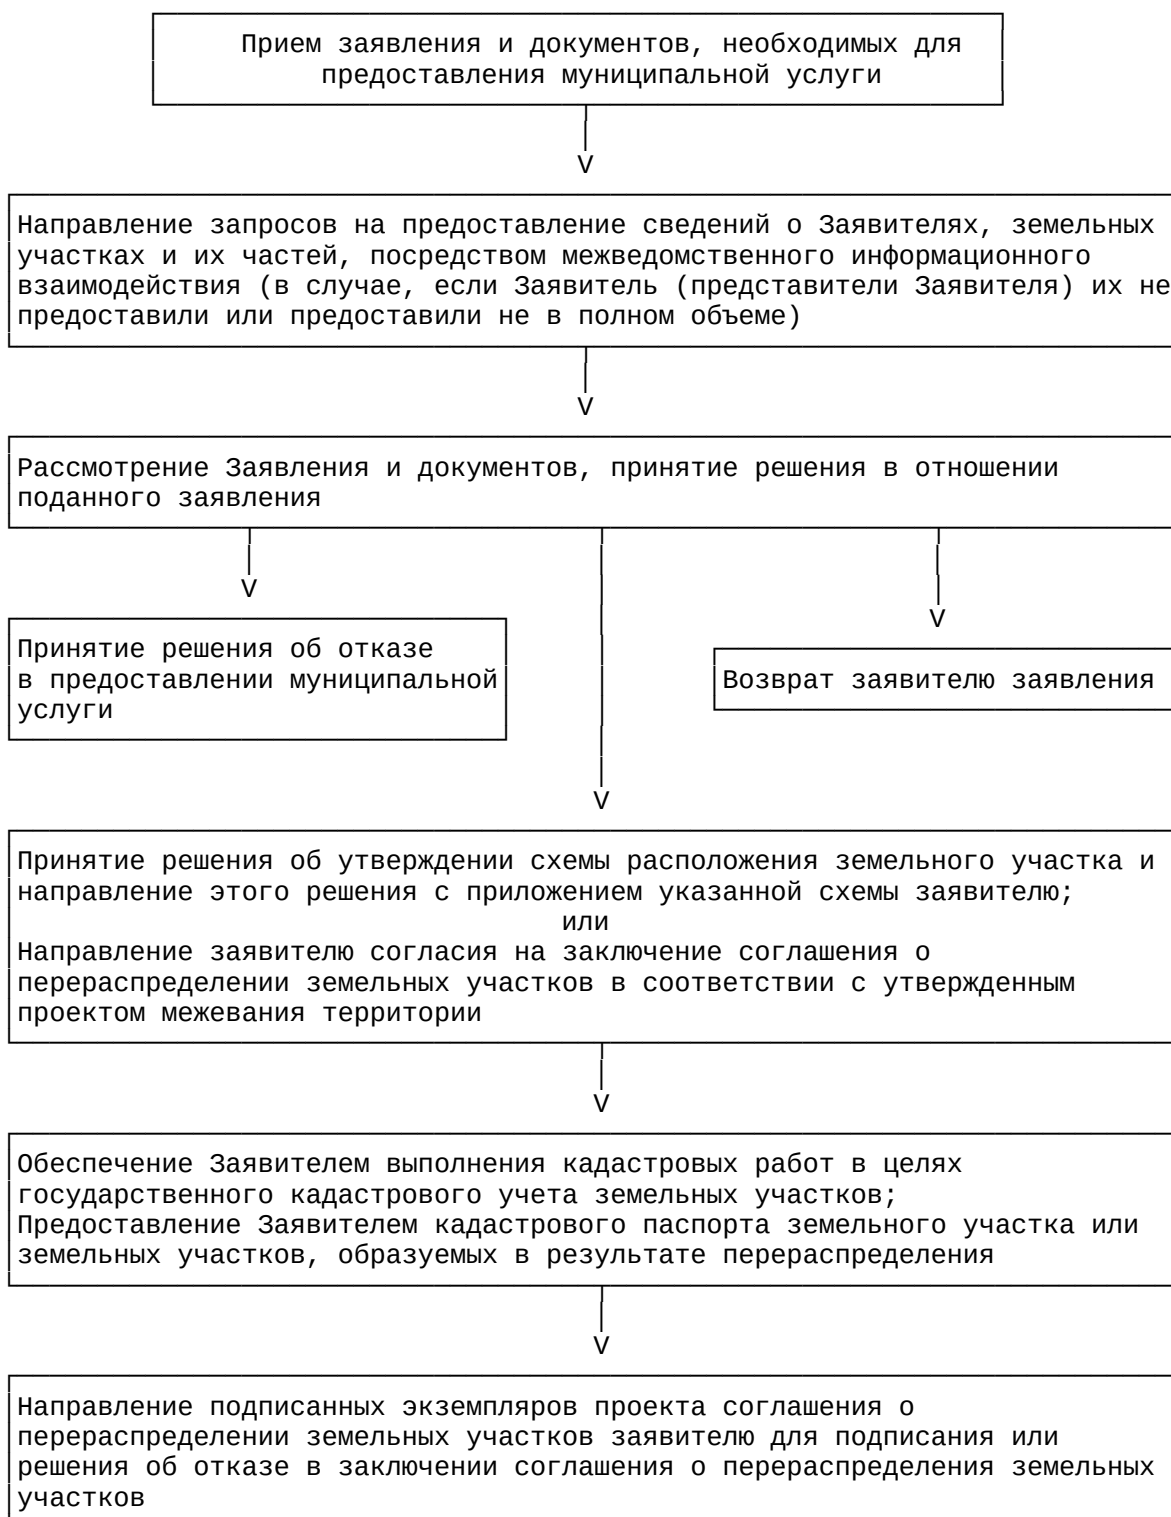 Прием заявления и документов, необходимых для
предоставления муниципальной услуги
V
Направление запросов на предоставление сведений о Заявителях, земельных
участках и их частей, посредством межведомственного информационного
взаимодействия (в случае, если Заявитель (представители Заявителя) их не
предоставили или предоставили не в полном объеме)
V
Рассмотрение Заявления и документов, принятие решения в отношении
поданного заявления
V
V
Принятие решения об отказе
в предоставлении муниципальной
услуги
Возврат заявителю заявления
V
Принятие решения об утверждении схемы расположения земельного участка и
направление этого решения с приложением указанной схемы заявителю;
или
Направление заявителю согласия на заключение соглашения о
перераспределении земельных участков в соответствии с утвержденным
проектом межевания территории
V
Обеспечение Заявителем выполнения кадастровых работ в целях
государственного кадастрового учета земельных участков;
Предоставление Заявителем кадастрового паспорта земельного участка или
земельных участков, образуемых в результате перераспределения
V
Направление подписанных экземпляров проекта соглашения о
перераспределении земельных участков заявителю для подписания или
решения об отказе в заключении соглашения о перераспределения земельных
участков